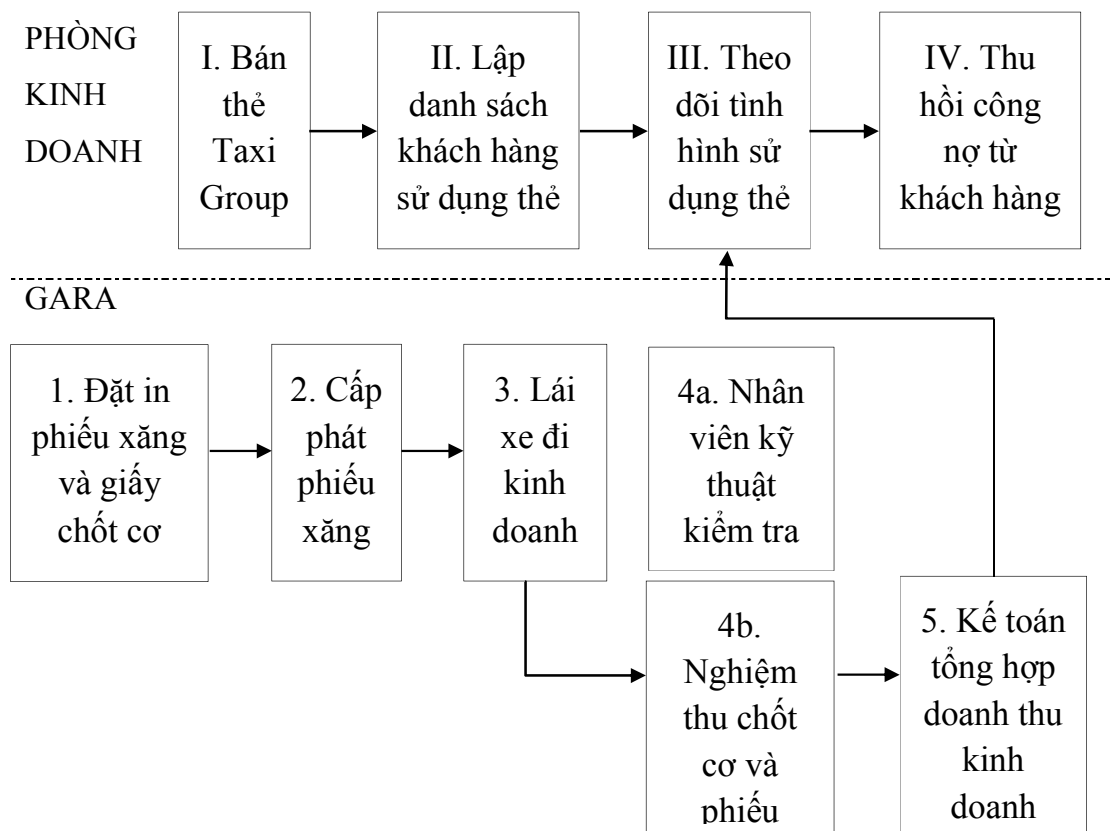 PHÒNG
KINH
DOANH
I. Bán
thẻ
Taxi
Group
II. Lập
danh sách
khách hàng
sử dụng thẻ
III. Theo
dõi tình
hình sử
dụng thẻ
IV. Thu
hồi công
nợ từ
khách hàng
GARA
1. Đặt in
phiếu xăng
và giấy
chốt cơ
2. Cấp
phát
phiếu
xăng
3. Lái
xe đi
kinh
doanh
4a. Nhân
viên kỹ
thuật
kiểm tra
4b.
Nghiệm
thu chốt
cơ và
phiếu
5. Kế toán
tổng hợp
doanh thu
kinh
doanh